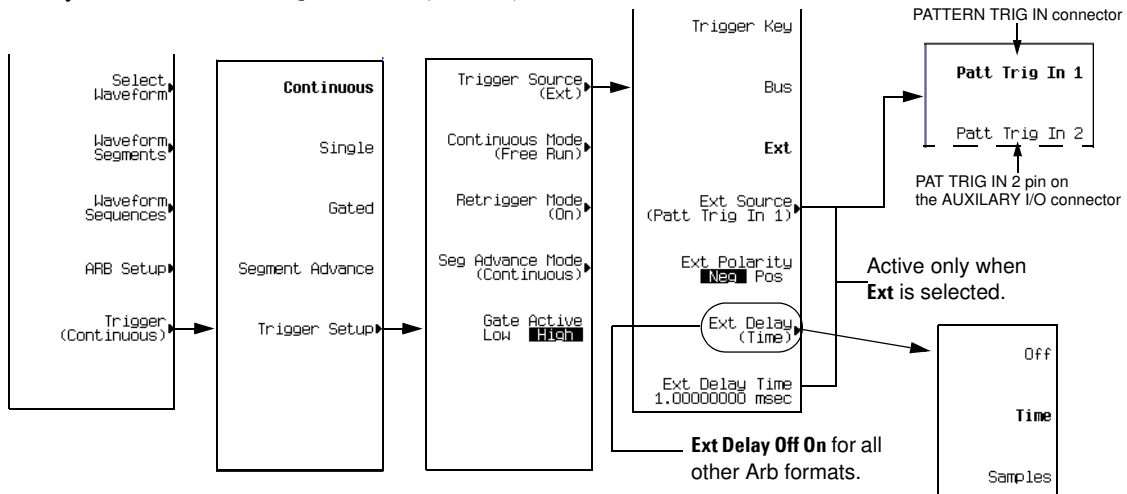 Select
Waveform
Waveform
Segments
Waveform
Sequences
ARB Setup
Trigger
(Continuous)
Continuous
Single
Gated
Segment Advance
Trigger Setup
Trigger Source
(Ext)
Continuous Mode
(Free Run)
Retrigger Mode
(On)
Seg Advance Mode
(Continuous)
Gate Active
Low High
Trigger Key
Bus
Ext
Ext Source
(Patt Trig In 1)
Ext Polarity
Neg Pos
Ext Delay
(Time)
Ext Delay Time
1.00000000 msec
PATTERN TRIG IN connector
Patt Trig In 1
Patt Trig In 2
PAT TRIG IN 2 pin on
the AUXILARY I/O connector
Active only when
Ext is selected.
Ext Delay Off On for all
other Arb formats.
Off
Time
Samples